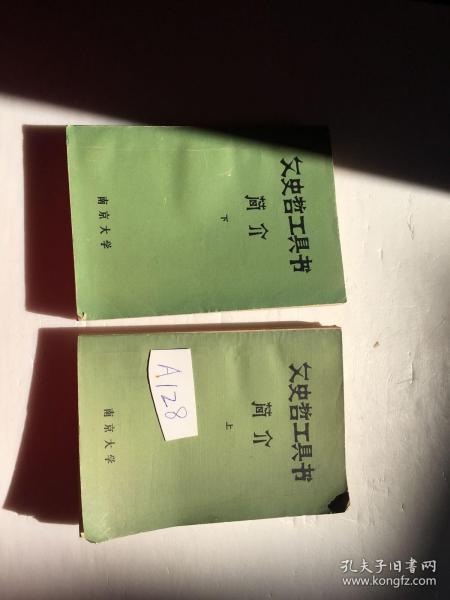 文史哲工具书
简介
下
南京大学
文史哲工具书
简介
上
南京大学
A128
孔夫子旧书网
www.kongfz.com